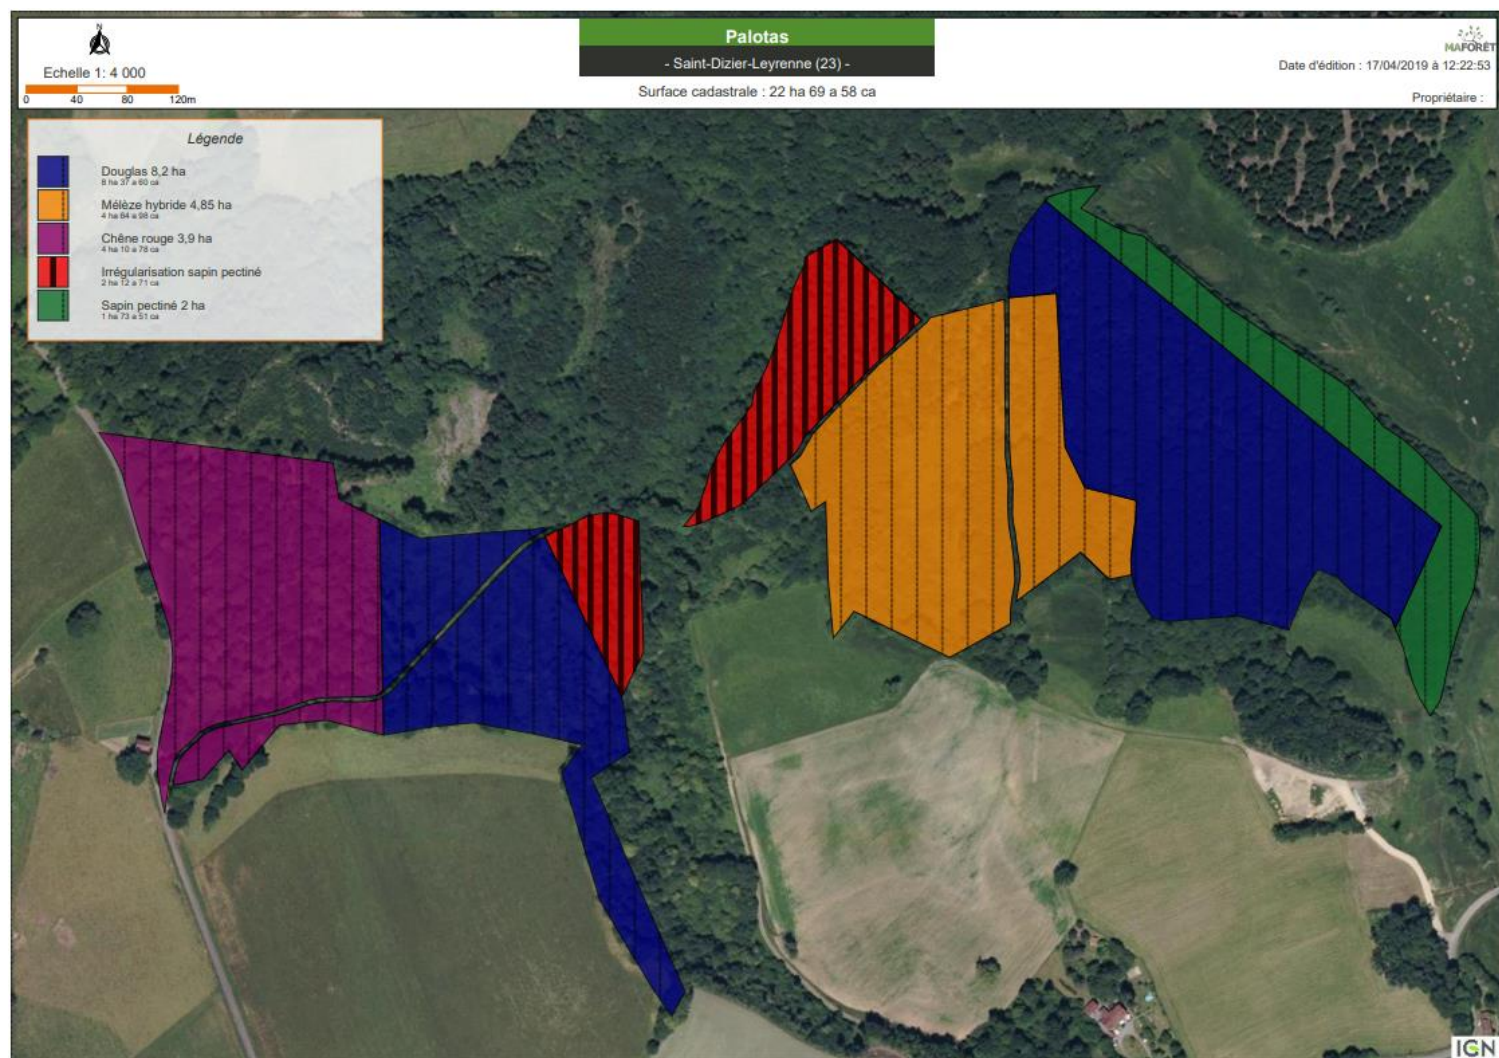 N
Echelle 1: 4 000
0 40 80 120m
Palotas
- Saint-Dizier-Leyrenne (23) -
Surface cadastrale : 22 ha 69 a 58 ca
MAFORÊT
Date d'édition : 17/04/2019 à 12:22:53
Propriétaire :
Légende
Douglas 8,2 ha
8 ha 37 a 60 ca
Mélèze hybride 4,85 ha
4 ha 64 a 98 ca
Chêne rouge 3,9 ha
4 ha 10 a 78 ca
Irrégularisation sapin pectiné
2 ha 12 a 71 ca
Sapin pectiné 2 ha
1 ha 73 a 51 ca
IGN